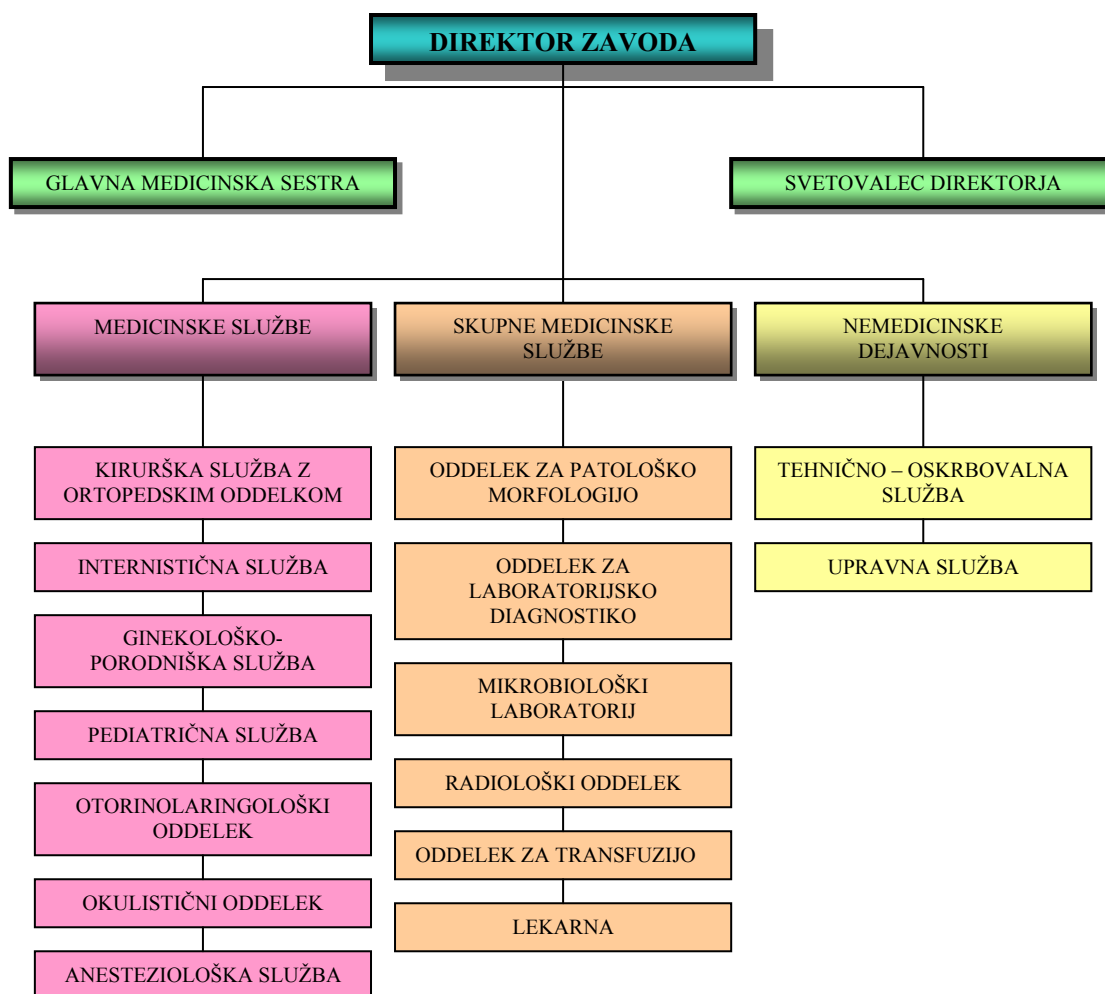 DIREKTOR ZAVODA
GLAVNA MEDICINSKA SESTRA
SVETOVALEC DIREKTORJA
MEDICINSKE SLUŽBE
SKUPNE MEDICINSKE
SLUŽBE
NEMEDICINSKE
DEJAVNOSTI
KIRURŠKA SLUŽBA Z
ORTOPEDSKIM ODDELKOM
INTERNISTIČNA SLUŽBA
GINEKOLOŠKO-
PORODNIŠKA SLUŽBA
PEDIATRIČNA SLUŽBA
OTORINOLARINGOLOŠKI
ODDELEK
OKULISTIČNI ODDELEK
ANESTEZIOLOŠKA SLUŽBA
ODDELEK ZA PATOLOŠKO
MORFOLOGIJO
ODDELEK ZA
LABORATORIJSKO
DIAGNOSTIKO
MIKROBIOLOŠKI
LABORATORIJ
RADIOLOŠKI ODDELEK
ODDELEK ZA TRANSFUZIJO
LEKARNA
TEHNIČNO – OSKRBOVALNA
SLUŽBA
UPRAVNA SLUŽBA